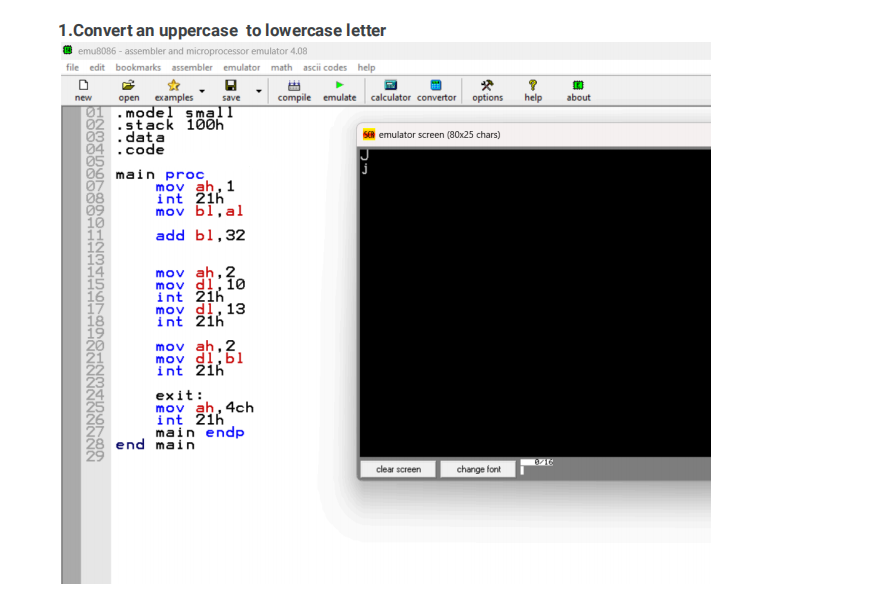 1.Convert an uppercase to lowercase letter
emu8086 - assembler and microprocessor emulator 4.08
file edit bookmarks assembler emulator math ascii codes help
new open examples save compile emulate calculator convertor options help about
01 .model small
02 .stack 100h
03 .data
04 .code
05
06 main proc
07 mov ah,1
08 int 21h
09 mov bl,al
10
11 add bl,32
12
13
14 mov ah,2
15 mov dl,10
16 int 21h
17 mov dl,13
18 int 21h
19
20 mov ah,2
21 mov dl,bl
22 int 21h
23
24 exit:
25 mov ah,4ch
26 int 21h
27 main endp
28 end main
29
emulator screen (80x25 chars)
J
j
clear screen change font 0/16